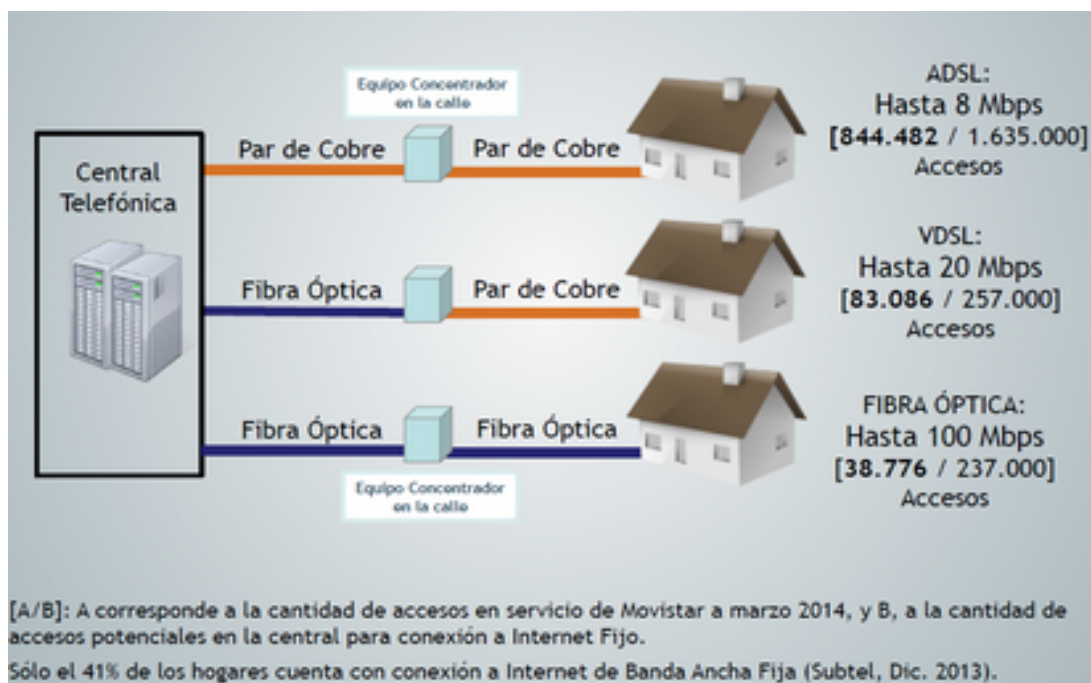 Equipo Concentrador
en la calle
ADSL:
Hasta 8 Mbps
[844.482 / 1.635.000]
Accesos
Par de Cobre
Par de Cobre
Central
Telefónica
VDSL:
Hasta 20 Mbps
[83.086 / 257.000]
Accesos
Fibra Óptica
Par de Cobre
FIBRA ÓPTICA:
Hasta 100 Mbps
[38.776 / 237.000]
Accesos
Fibra Óptica
Fibra Óptica
Equipo Concentrador
en la calle
[A/B]: A corresponde a la cantidad de accesos en servicio de Movistar a marzo 2014, y B, a la cantidad de
accesos potenciales en la central para conexión a Internet Fijo.
Sólo el 41% de los hogares cuenta con conexión a Internet de Banda Ancha Fija (Subtel, Dic. 2013).